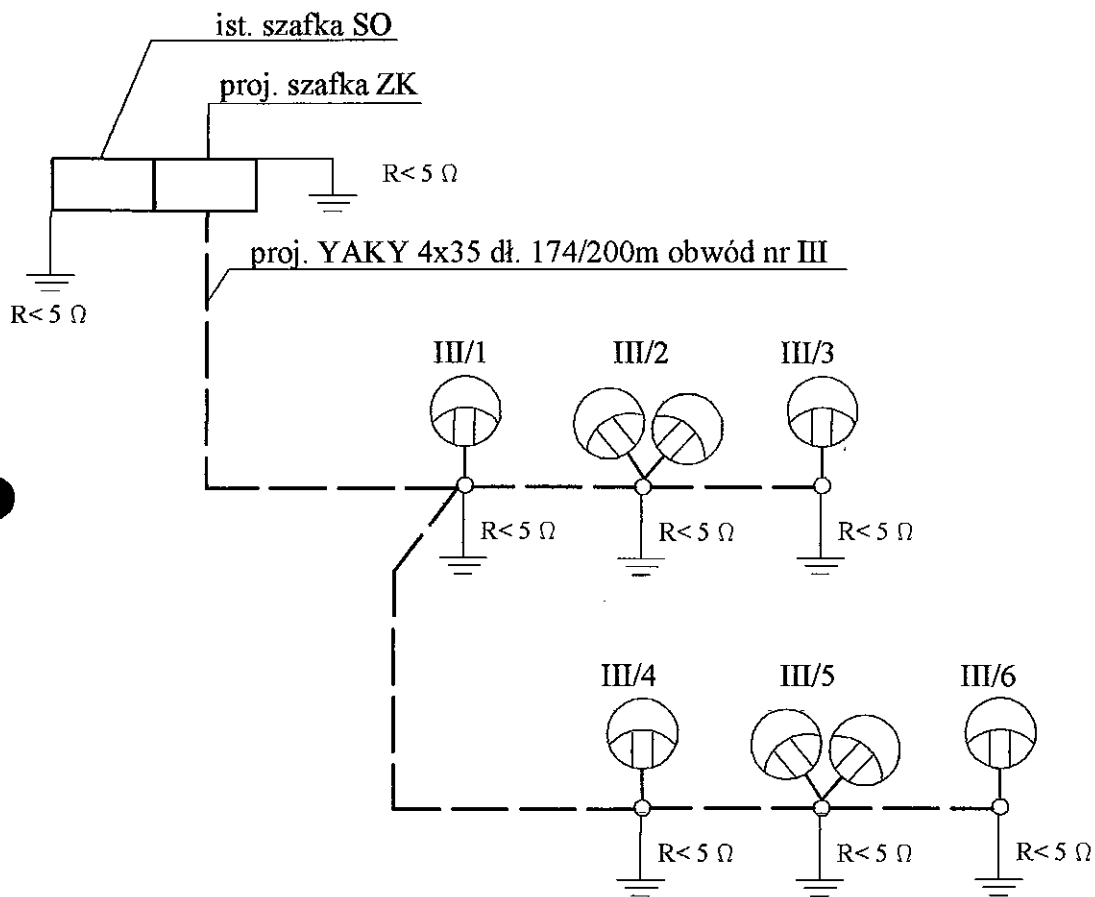 ist. szafka SO
proj. szafka ZK
R< 5 Ω
proj. YAKY 4x35 dł. 174/200m obwód nr III
R< 5 Ω
III/1
III/2
III/3
R< 5 Ω
R< 5 Ω
R< 5 Ω
III/4
III/5
III/6
R< 5 Ω
R< 5 Ω
R< 5 Ω